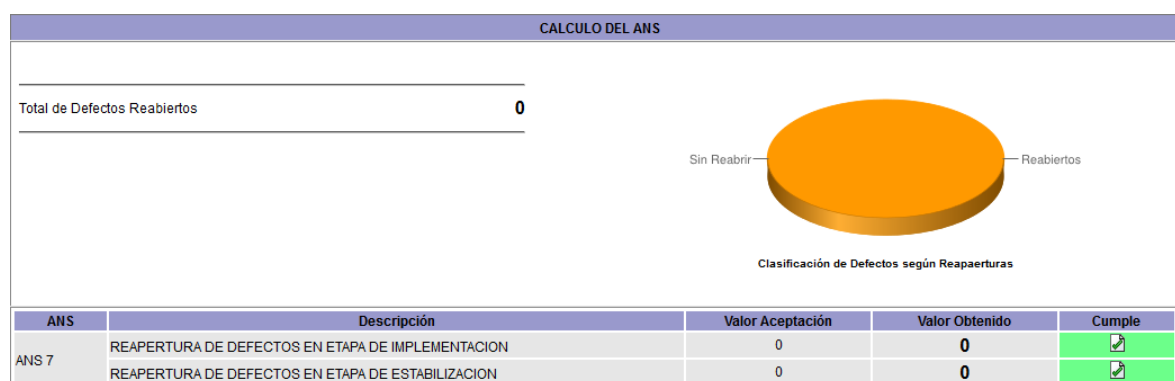 CALCULO DEL ANS
Total de Defectos Reabiertos 0
Sin Reabrir Reabiertos
Clasificación de Defectos según Reapaerturas
ANS Descripción Valor Aceptación Valor Obtenido Cumple
ANS 7
REAPERTURA DE DEFECTOS EN ETAPA DE IMPLEMENTACION 0 0
REAPERTURA DE DEFECTOS EN ETAPA DE ESTABILIZACION 0 0